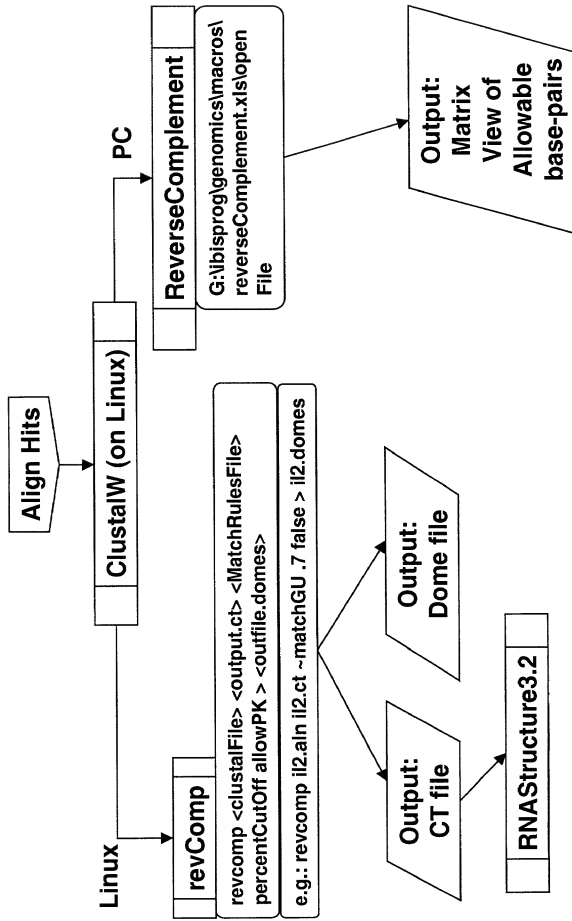 Align Hits
ClustalW (on Linux)
Linux
PC
revComp
revcomp <clustalFile> <output.ct> <MatchRulesFile>
percentCutOff allowPK > <outfile.domes>
e.g.: revcomp il2.aln il2.ct ~matchGU .7 false > il2.domes
Output:
CT file
Output:
Dome file
RNAStructure3.2
ReverseComplement
G:\ibisprog\genomics\macros\
reverseComplement.xls\open
File
Output:
Matrix
View of
Allowable
base-pairs